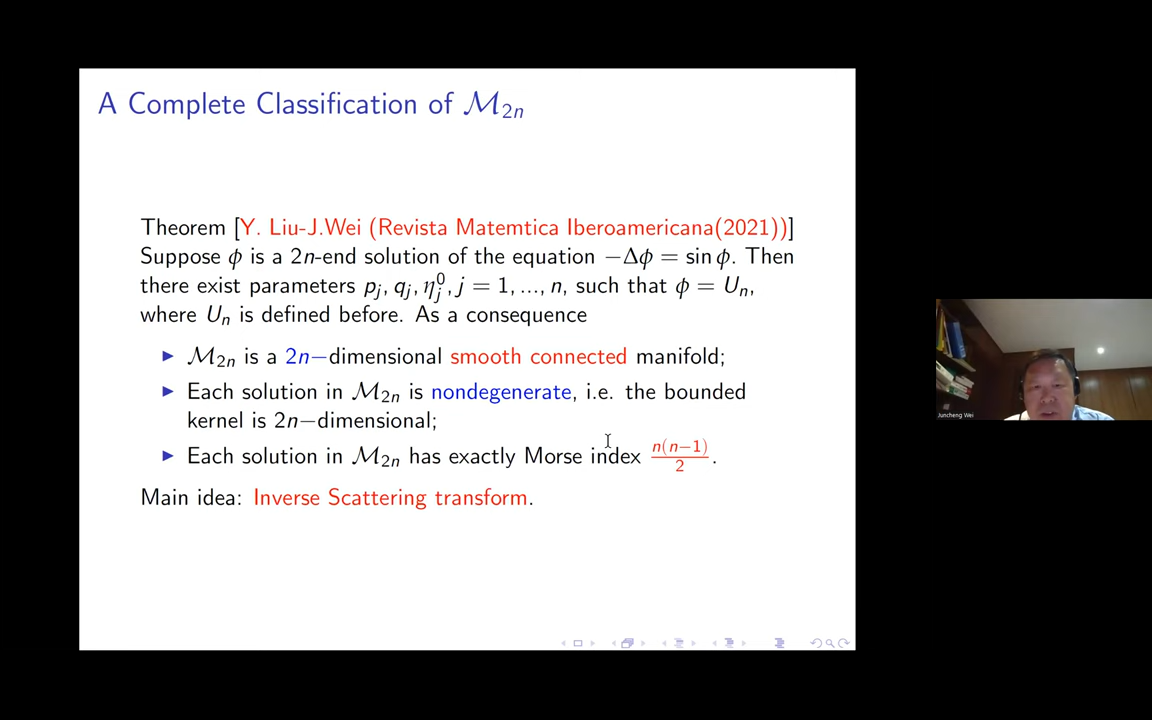 A Complete Classification of ℳ₂ₙ
Theorem [Y. Liu-J.Wei (Revista Matemtica Iberoamericana(2021))]
Suppose ϕ is a 2n-end solution of the equation −Δϕ = sin ϕ. Then
there exist parameters pⱼ, qⱼ, ηⱼ⁰, j = 1, ..., n, such that ϕ = Uₙ,
where Uₙ is defined before. As a consequence
▶ ℳ₂ₙ is a 2n−dimensional smooth connected manifold;
▶ Each solution in ℳ₂ₙ is nondegenerate, i.e. the bounded
kernel is 2n−dimensional;
▶ Each solution in ℳ₂ₙ has exactly Morse index n(n−1)/2.
Main idea: Inverse Scattering transform.
Juncheng Wei